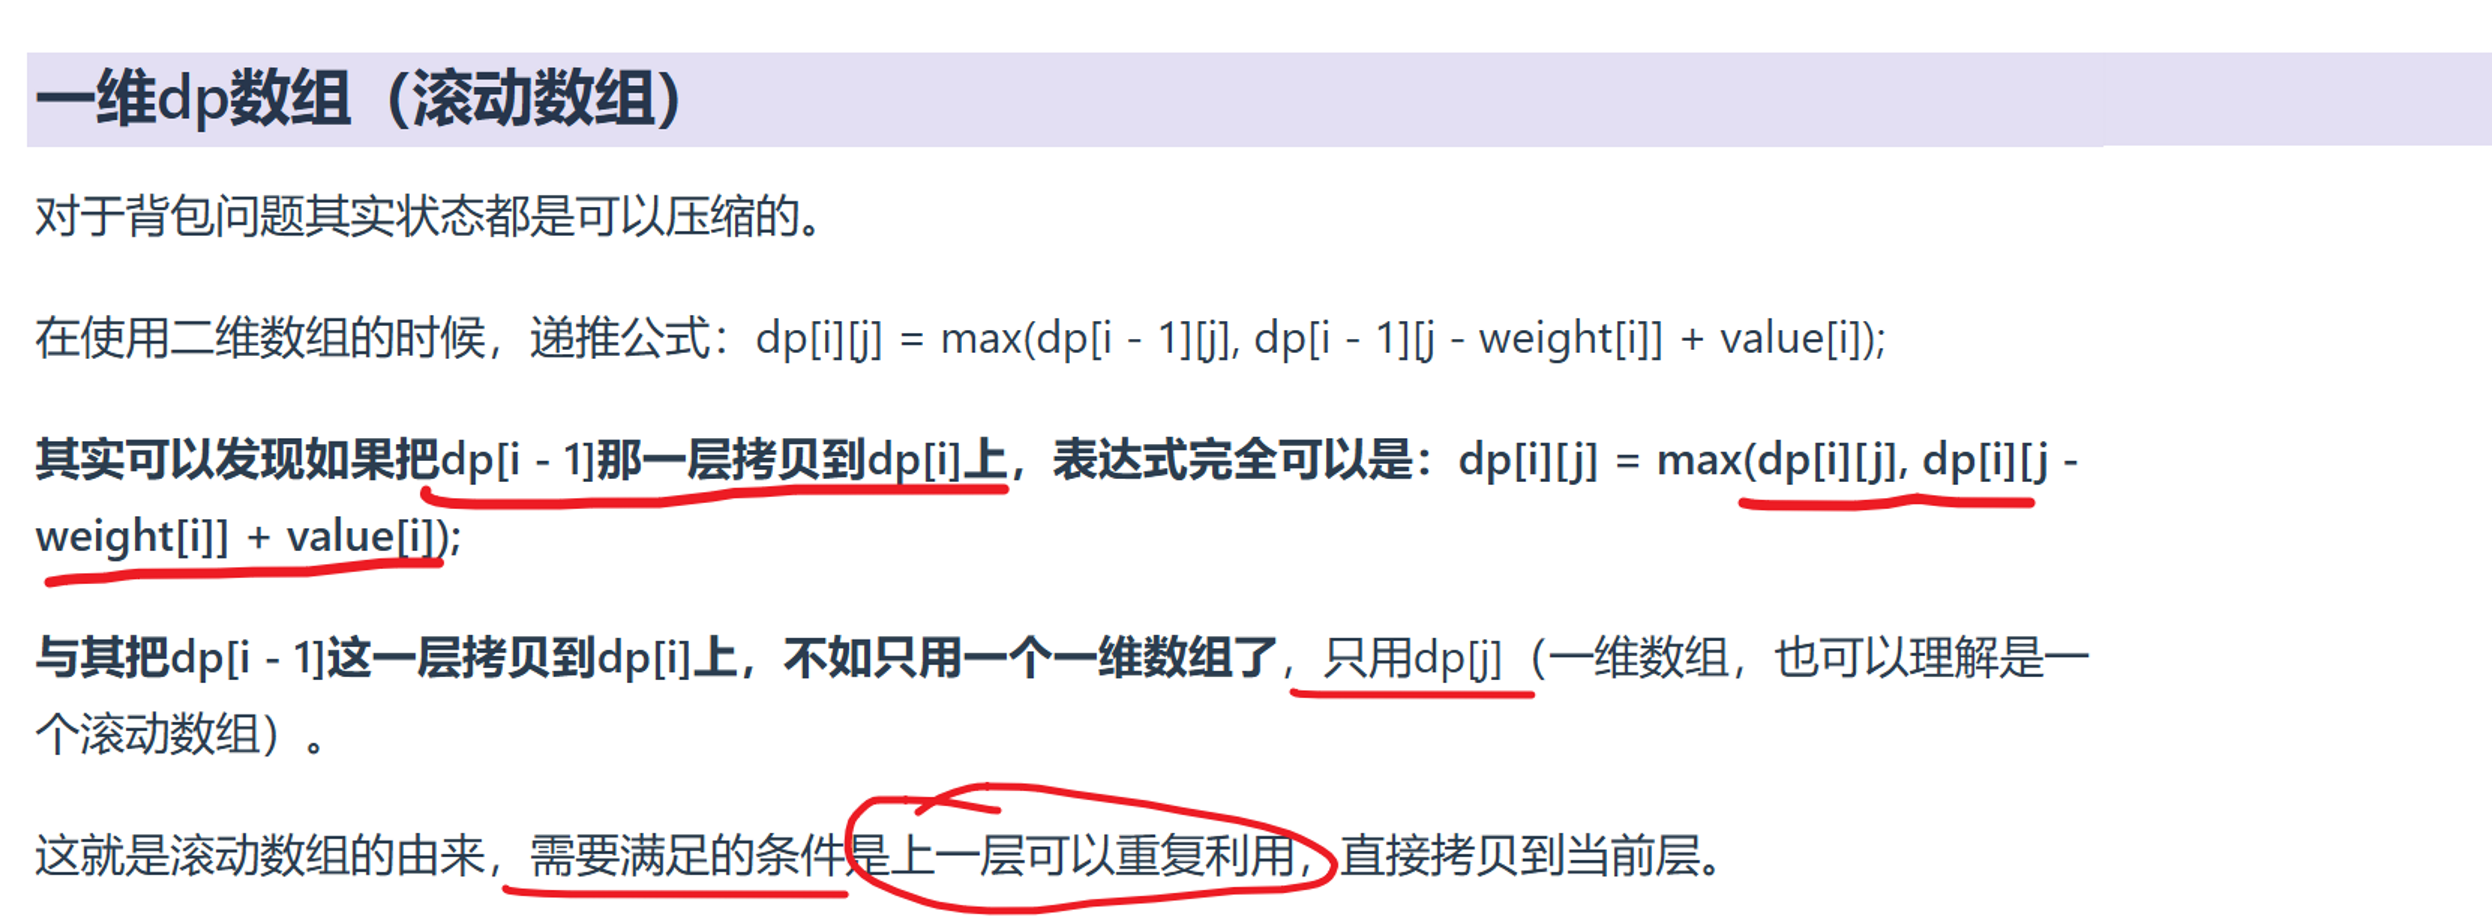 一维dp数组（滚动数组）
对于背包问题其实状态都是可以压缩的。
在使用二维数组的时候，递推公式：dp[i][j] = max(dp[i - 1][j], dp[i - 1][j - weight[i]] + value[i]);
其实可以发现如果把dp[i - 1]那一层拷贝到dp[i]上，表达式完全可以是：dp[i][j] = max(dp[i][j], dp[i][j -
weight[i]] + value[i]);
与其把dp[i - 1]这一层拷贝到dp[i]上，不如只用一个一维数组了，只用dp[j]（一维数组，也可以理解是一
个滚动数组）。
这就是滚动数组的由来，需要满足的条件是上一层可以重复利用，直接拷贝到当前层。